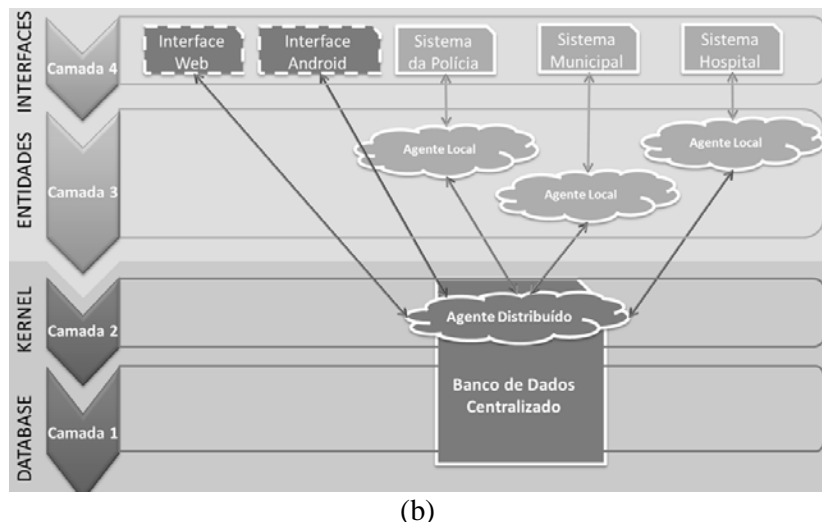 INTERFACES
Camada 4
Interface
Web
Interface
Android
Sistema
da Polícia
Sistema
Municipal
Sistema
Hospital
ENTIDADES
Camada 3
Agente Local
Agente Local
Agente Local
KERNEL
Camada 2
Agente Distribuído
DATABASE
Camada 1
Banco de Dados
Centralizado
(b)